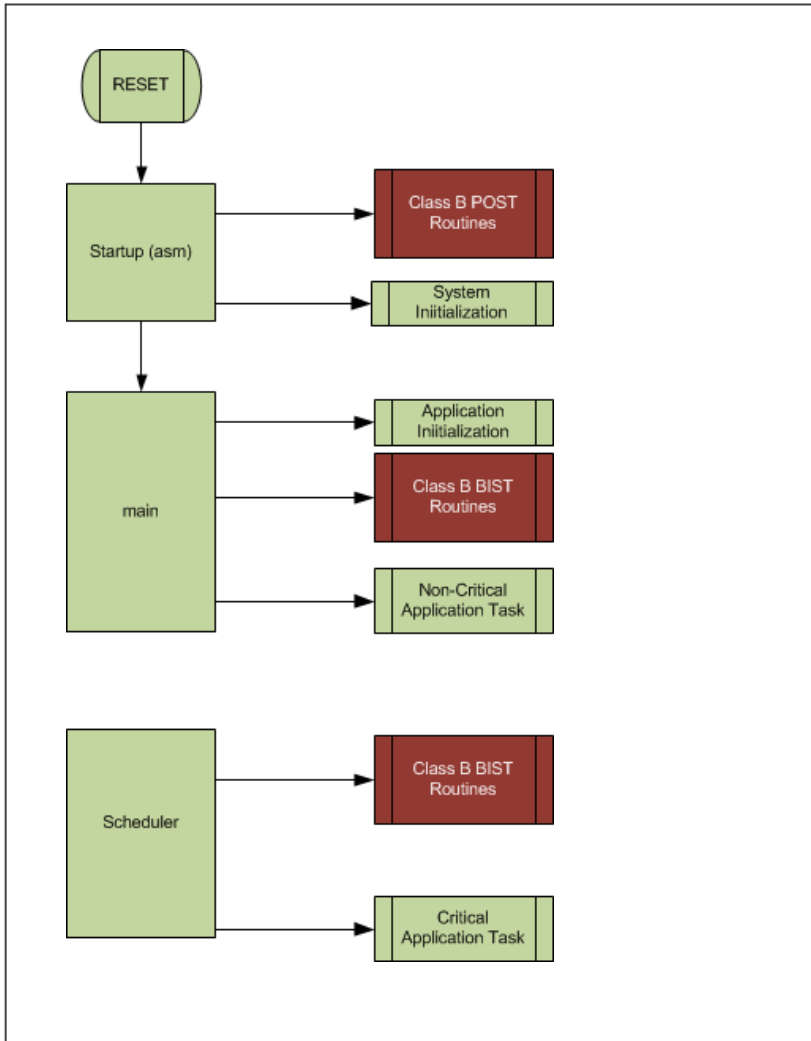 RESET
Startup (asm)
Class B POST
Routines
System
Iniitialization
main
Application
Iniitialization
Class B BIST
Routines
Non-Critical
Application Task
Scheduler
Class B BIST
Routines
Critical
Application Task